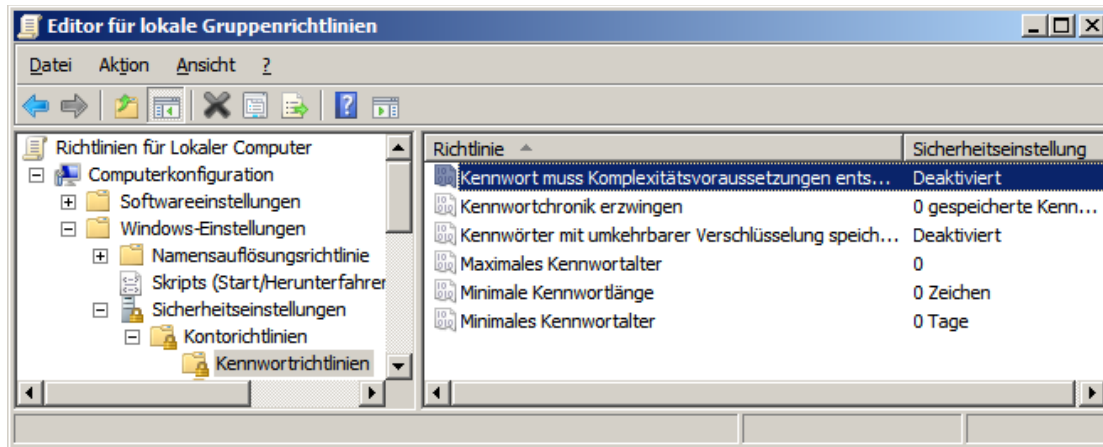 Editor für lokale Gruppenrichtlinien
Datei Aktion Ansicht ?
Richtlinien für Lokaler Computer
Computerkonfiguration
Softwareeinstellungen
Windows-Einstellungen
Namensauflösungsrichtlinie
Skripts (Start/Herunterfahrer
Sicherheitseinstellungen
Kontorichtlinien
Kennwortrichtlinien
Richtlinie Sicherheitseinstellung
Kennwort muss Komplexitätsvoraussetzungen ents... Deaktiviert
Kennwortchronik erzwingen 0 gespeicherte Kenn...
Kennwörter mit umkehrbarer Verschlüsselung speich... Deaktiviert
Maximales Kennwortalter 0
Minimale Kennwortlänge 0 Zeichen
Minimales Kennwortalter 0 Tage